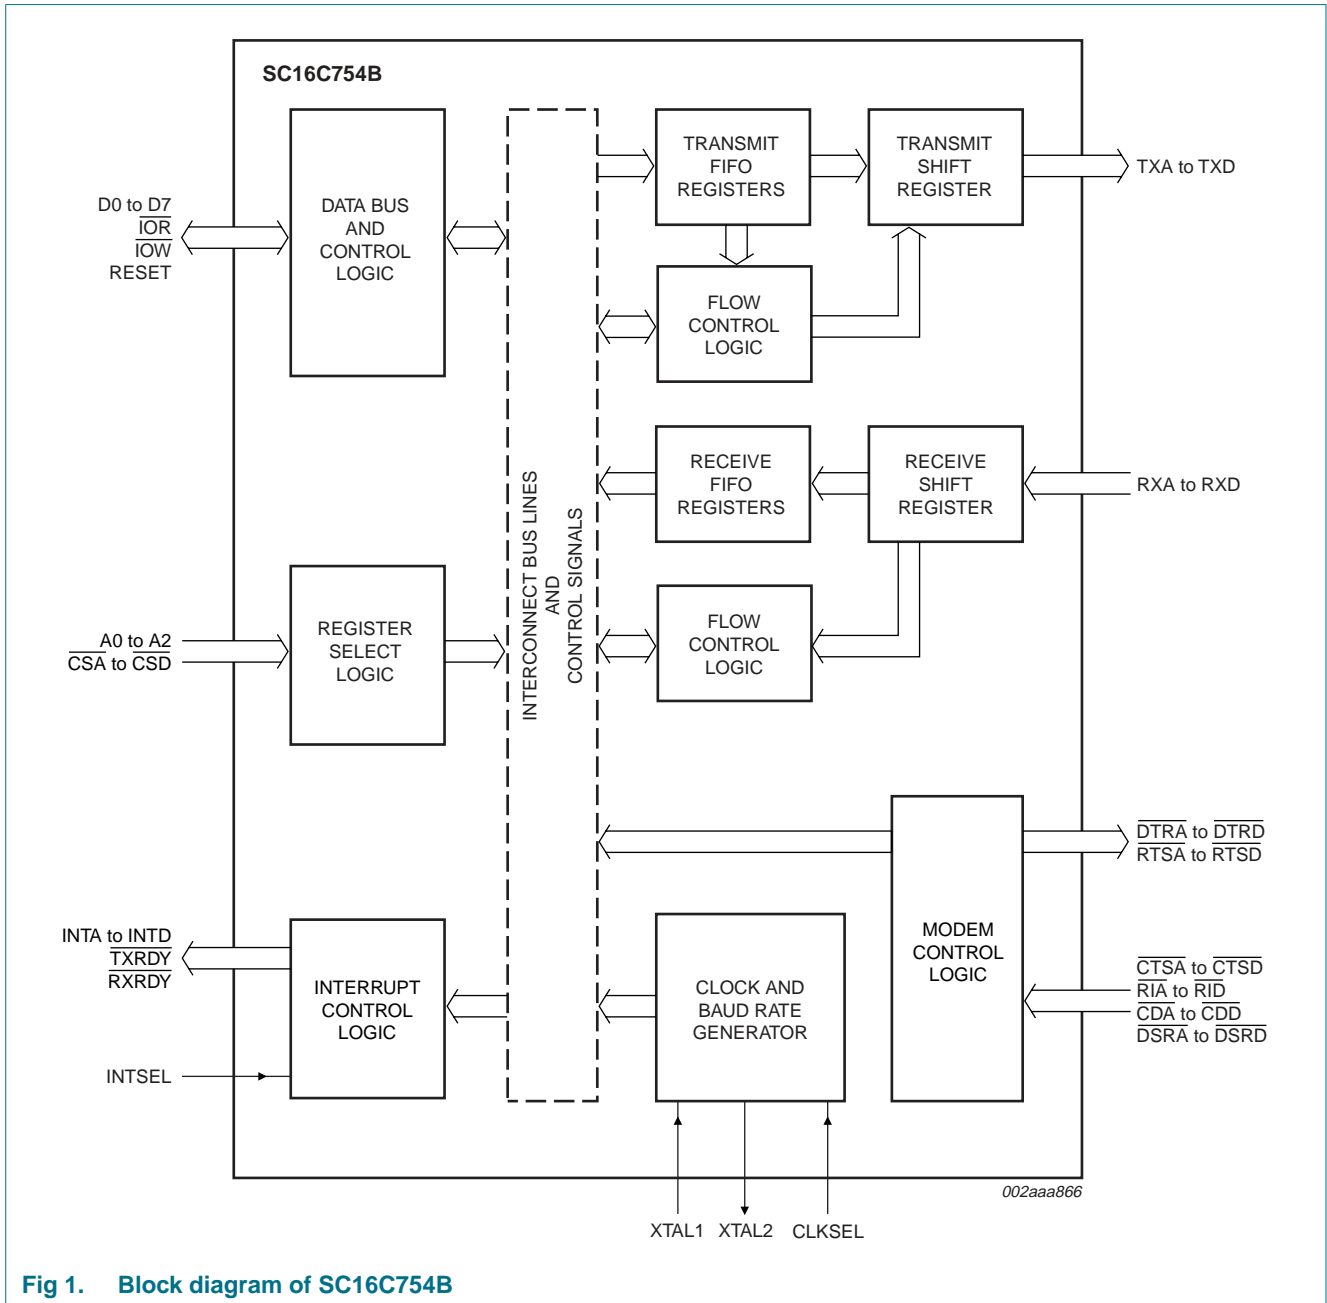 SC16C754B
D0 to D7
IOR
IOW
RESET
DATA BUS
AND
CONTROL
LOGIC
TRANSMIT
FIFO
REGISTERS
TRANSMIT
SHIFT
REGISTER
TXA to TXD
FLOW
CONTROL
LOGIC
RECEIVE
FIFO
REGISTERS
RECEIVE
SHIFT
REGISTER
RXA to RXD
INTERCONNECT BUS LINES
AND
CONTROL SIGNALS
A0 to A2
CSA to CSD
REGISTER
SELECT
LOGIC
FLOW
CONTROL
LOGIC
DTRA to DTRD
RTSA to RTSD
INTA to INTD
TXRDY
RXRDY
INTERRUPT
CONTROL
LOGIC
INTSEL
CLOCK AND
BAUD RATE
GENERATOR
MODEM
CONTROL
LOGIC
CTSA to CTSD
RIA to RID
CDA to CDD
DSRA to DSRD
XTAL1 XTAL2 CLKSEL
002aaa866
Fig 1. Block diagram of SC16C754B